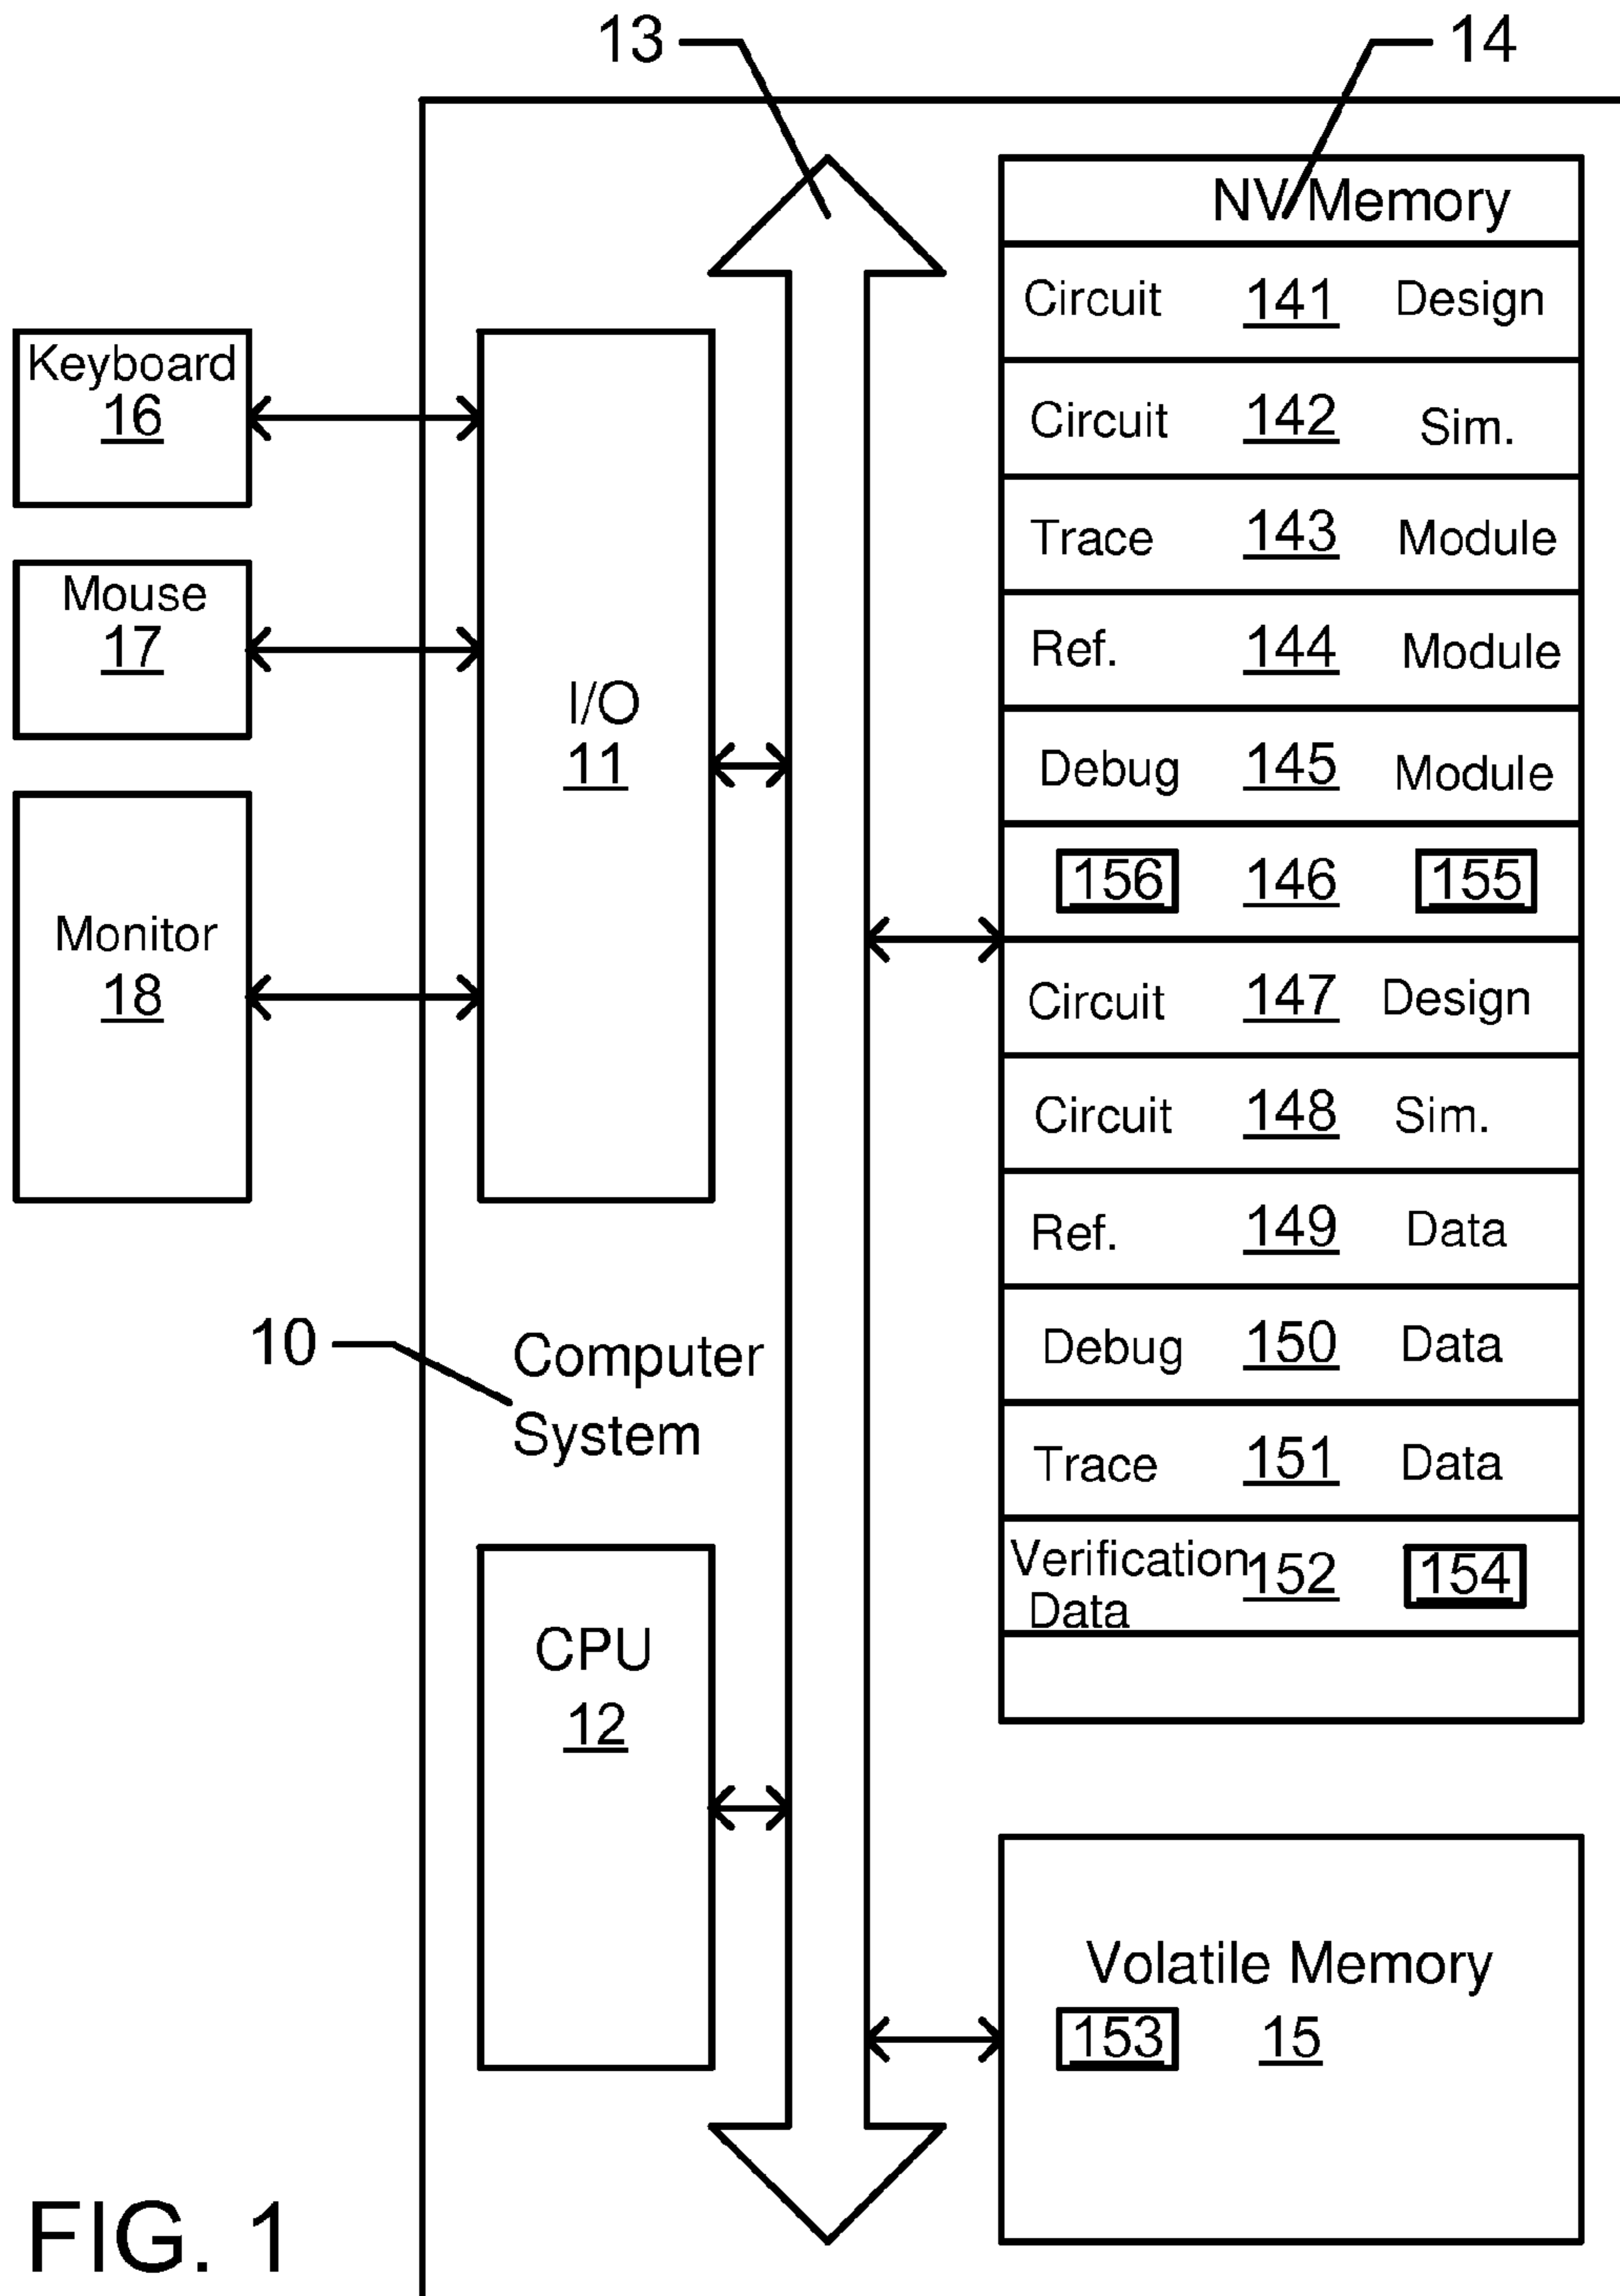 13
14
NV Memory
Circuit 141 Design
Circuit 142 Sim.
Trace 143 Module
Ref. 144 Module
Debug 145 Module
156 146 155
Circuit 147 Design
Circuit 148 Sim.
Ref. 149 Data
Debug 150 Data
Trace 151 Data
Verification
Data
152
154
Keyboard
16
Mouse
17
Monitor
18
I/O
11
10
Computer
System
CPU
12
Volatile Memory
153 15
FIG. 1